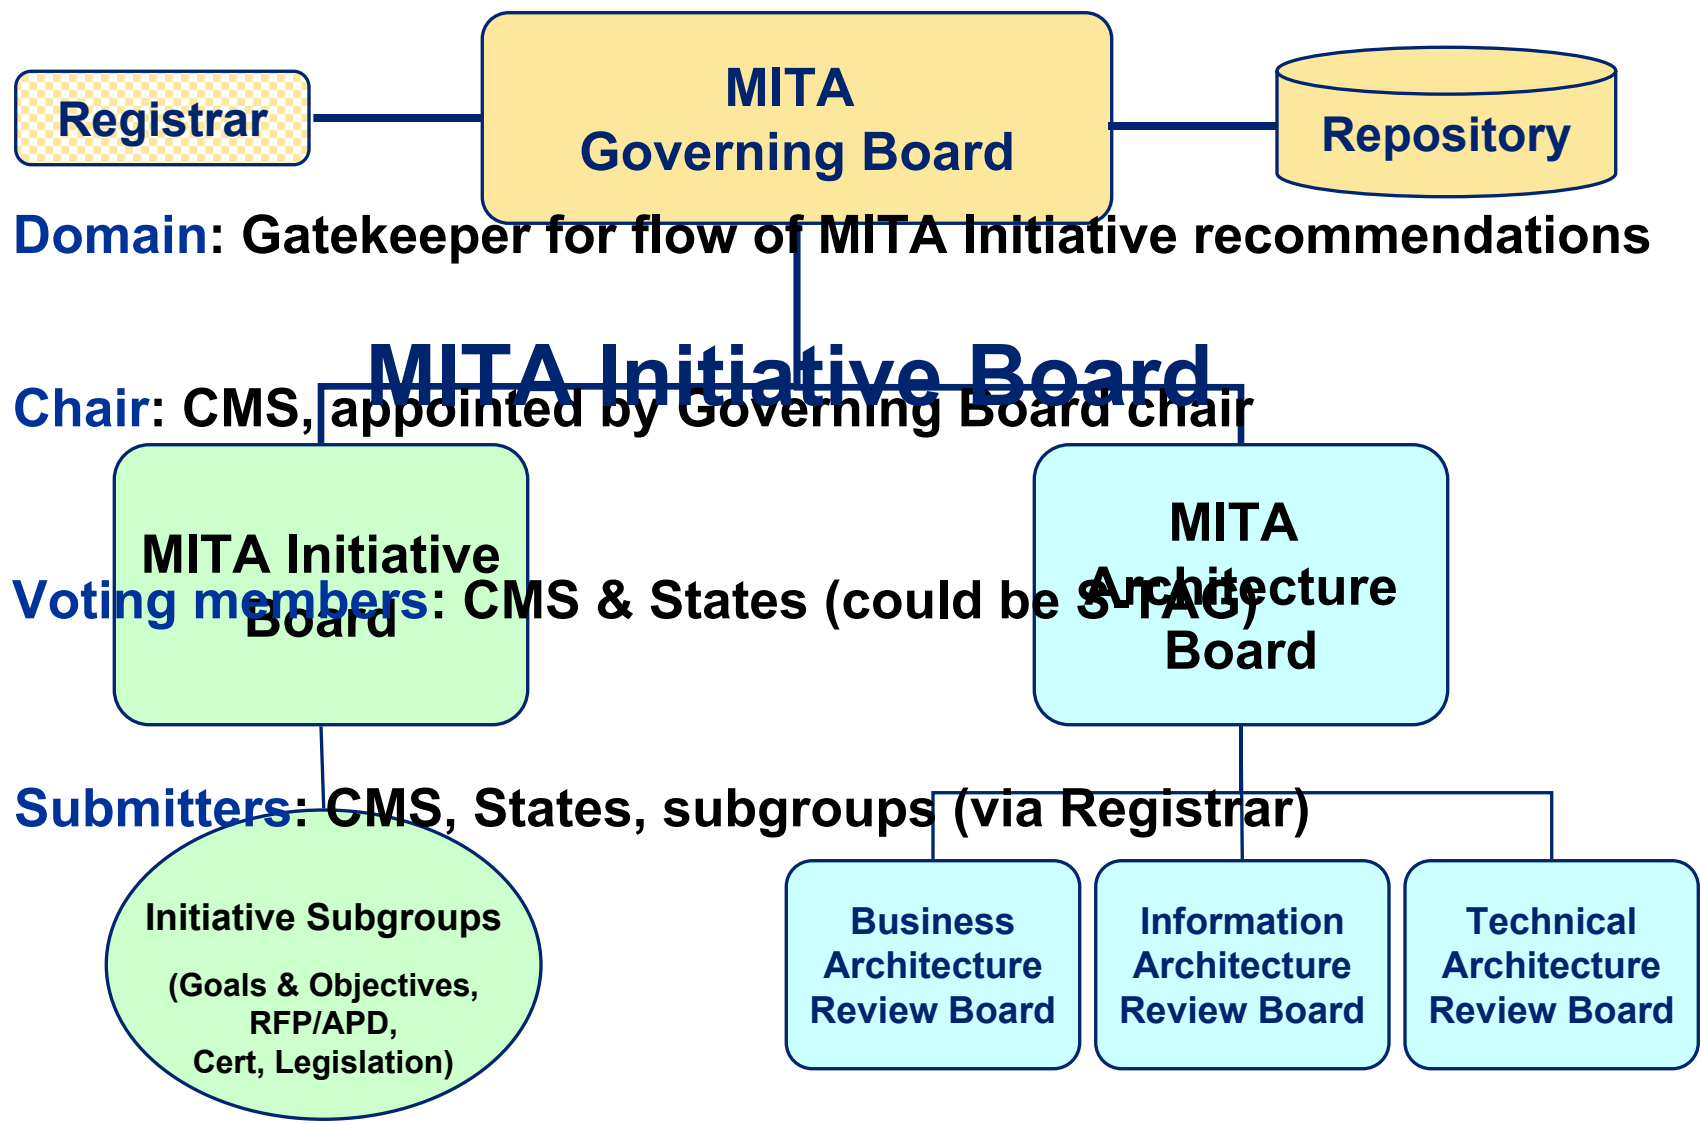 MITA
Governing Board
Registrar
Repository
Domain: Gatekeeper for flow of MITA Initiative recommendations
MITA Initiative Board
Chair: CMS, appointed by Governing Board chair
MITA Initiative
Board
MITA
Architecture
Board
Voting members: CMS & States (could be S-TAG)
Submitters: CMS, States, subgroups (via Registrar)
Initiative Subgroups
(Goals & Objectives,
RFP/APD,
Cert, Legislation)
Business
Architecture
Review Board
Information
Architecture
Review Board
Technical
Architecture
Review Board